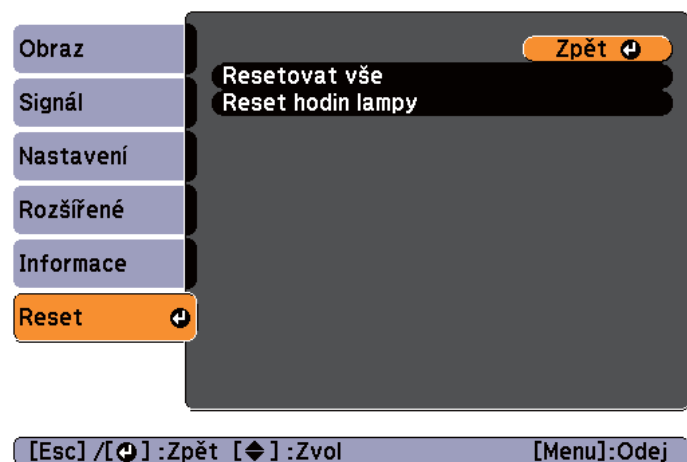 Obraz
Signál
Nastavení
Rozšířené
Informace
Reset
Zpět
Resetovat vše
Reset hodin lampy
[Esc] /[ ] :Zpět [ ] :Zvol [Menu]:Odej